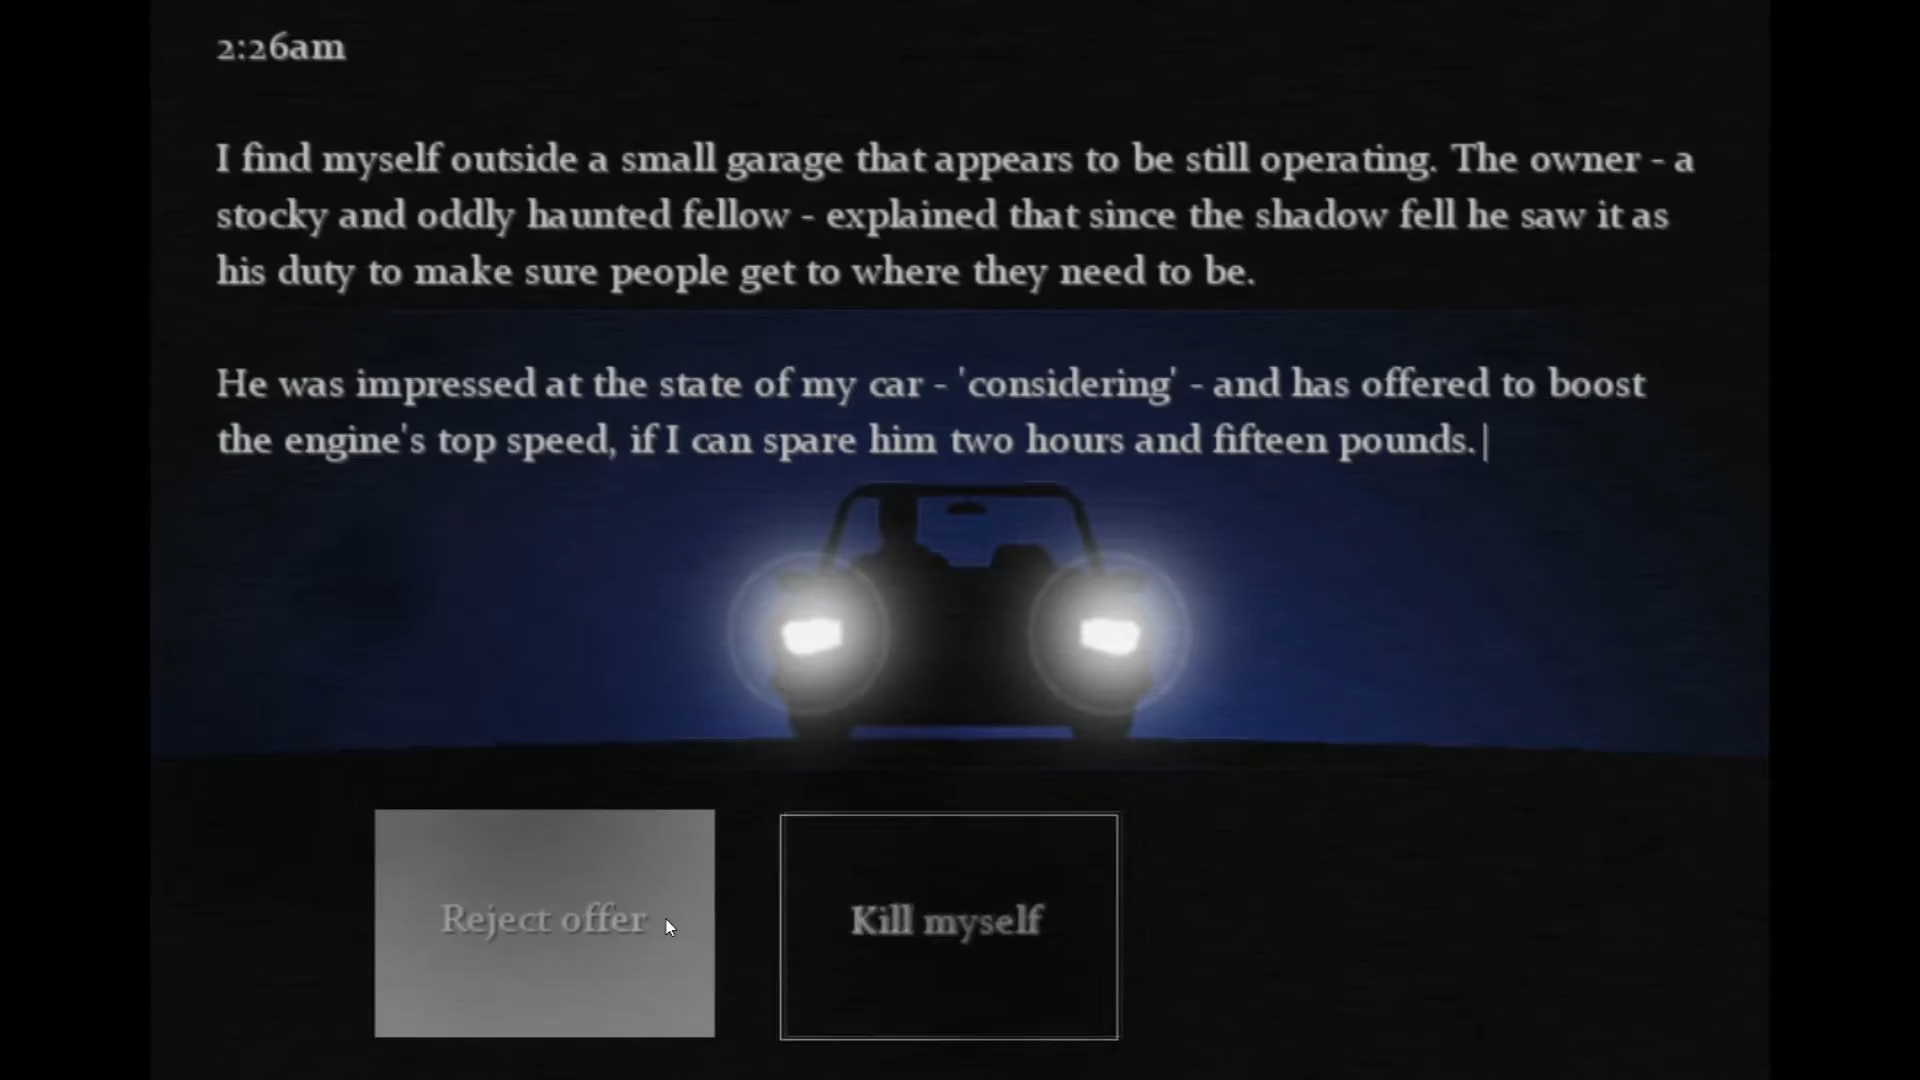 2:26am
I find myself outside a small garage that appears to be still operating. The owner - a
stocky and oddly haunted fellow - explained that since the shadow fell he saw it as
his duty to make sure people get to where they need to be.
He was impressed at the state of my car - 'considering' - and has offered to boost
the engine's top speed, if I can spare him two hours and fifteen pounds.|
Reject offer
Kill myself